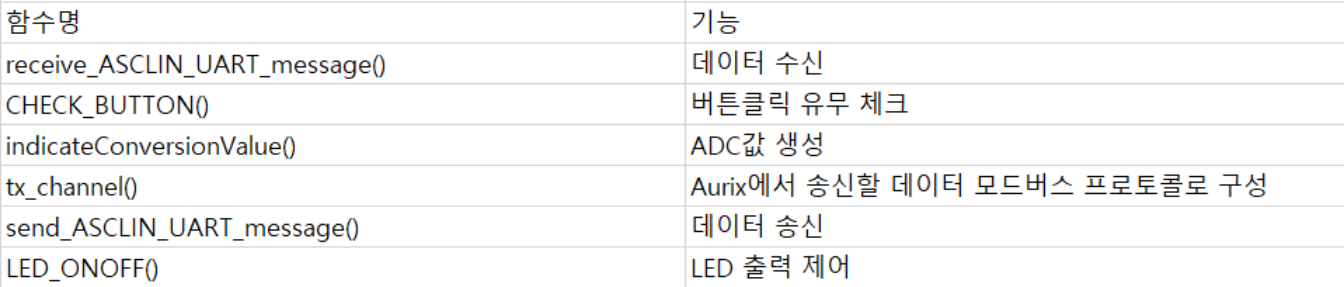 함수명 기능
receive_ASCLIN_UART_message() 데이터 수신
CHECK_BUTTON() 버튼클릭 유무 체크
indicateConversionValue() ADC값 생성
tx_channel() Aurix에서 송신할 데이터 모드버스 프로토콜로 구성
send_ASCLIN_UART_message() 데이터 송신
LED_ONOFF() LED 출력 제어